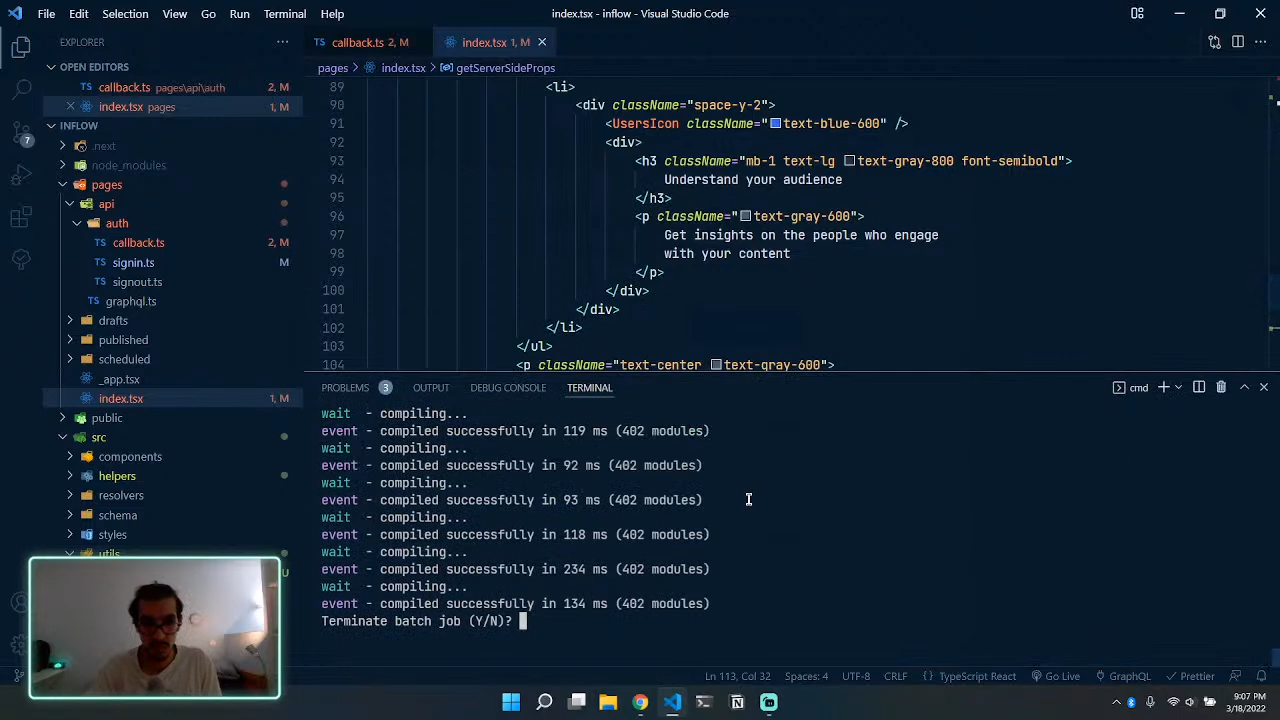 File Edit Selection View Go Run Terminal Help
index.tsx - inflow - Visual Studio Code
EXPLORER
OPEN EDITORS
callback.ts pages\api\auth 2, M
index.tsx pages 1, M
INFLOW
.next
node_modules
pages
api
auth
callback.ts 2, M
signin.ts M
signout.ts
graphql.ts
drafts
published
scheduled
_app.tsx
index.tsx 1, M
public
src
components
helpers
resolvers
schema
styles
utils
U
7
callback.ts 2, M
index.tsx 1, M
pages > index.tsx > getServerSideProps
89 <li>
90 <div className="space-y-2">
91 <UsersIcon className="text-blue-600" />
92 <div>
93 <h3 className="mb-1 text-lg text-gray-800 font-semibold">
94 Understand your audience
95 </h3>
96 <p className="text-gray-600">
97 Get insights on the people who engage
98 with your content
99 </p>
100 </div>
101 </div>
102 </li>
103 </ul>
104 <p className="text-center text-gray-600">
PROBLEMS 3 OUTPUT DEBUG CONSOLE TERMINAL
cmd
wait - compiling...
event - compiled successfully in 119 ms (402 modules)
wait - compiling...
event - compiled successfully in 92 ms (402 modules)
wait - compiling...
event - compiled successfully in 93 ms (402 modules)
wait - compiling...
event - compiled successfully in 118 ms (402 modules)
wait - compiling...
event - compiled successfully in 234 ms (402 modules)
wait - compiling...
event - compiled successfully in 134 ms (402 modules)
Terminate batch job (Y/N)?
Ln 113, Col 32 Spaces: 4 UTF-8 CRLF TypeScript React Go Live GraphQL Prettier
9:07 PM
3/18/2022